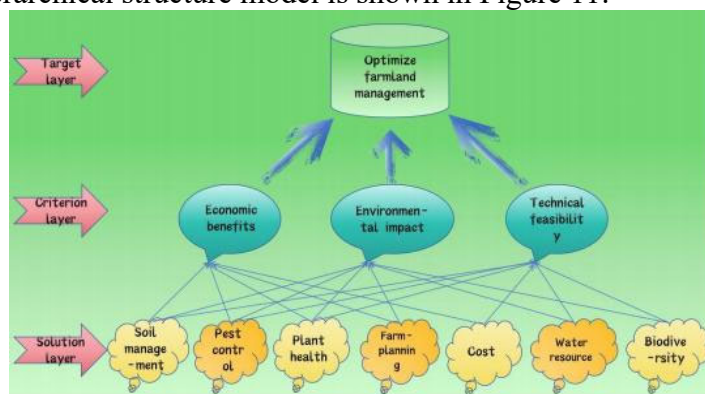 erarchical structure model is shown in Figure 11.
Target
layer
Optimize
farmland
management
Criterion
layer
Economic
benefits
Environmen-
tal impact
Technical
feasibilit
y
Solution
layer
Soil
manage
-ment
Pest
contr
ol
Plant
health
Farm-
plannin
g
Cost
Water
resource
Biodive
-rsity